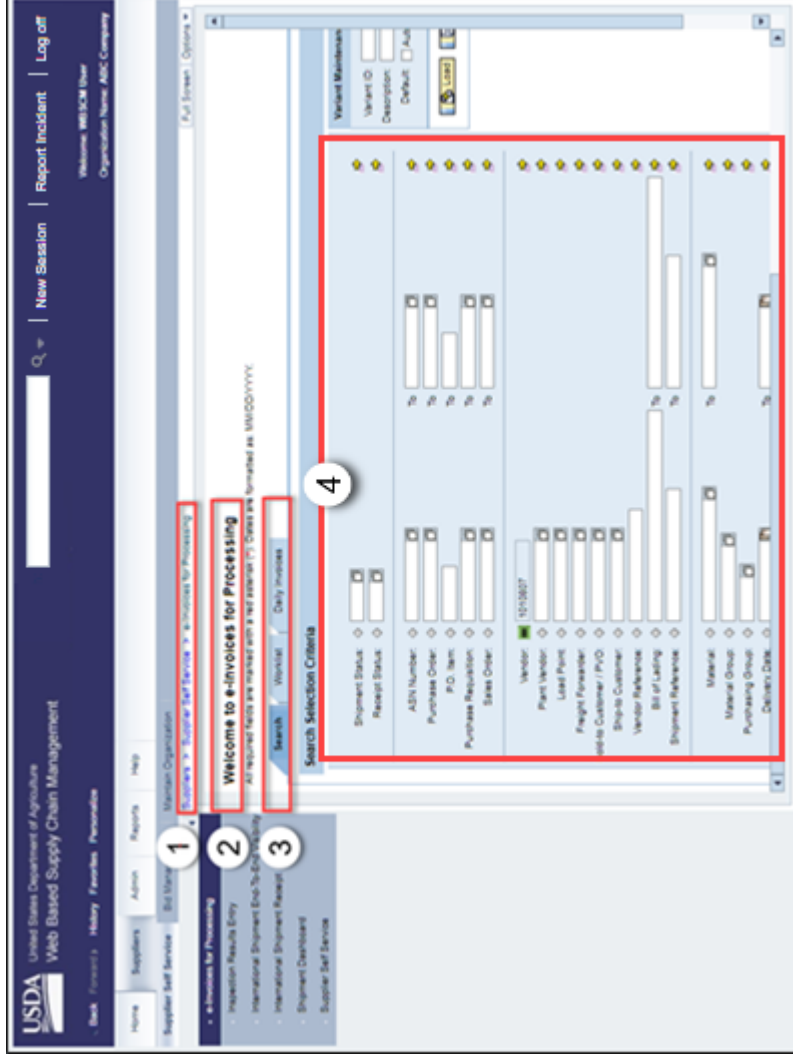 USDA United States Department of Agriculture
Web Based Supply Chain Management
New Session | Report Incident | Log off
Back Forward History Favorites Personalize
Welcome: WBSCM User
Organization Name: ABC Company
Home Suppliers Admin Reports Help
Supplier Self Service Bid Mana Maintain Organization
1
Suppliers > Supplier Self Service > e-Invoices for Processing
Full Screen Options
e-Invoices for Processing
Inspection Results Entry
International Shipment End-To-End Visibility
International Shipment Receipt
Shipment Dashboard
Supplier Self Service
2
Welcome to e-Invoices for Processing
All required fields are marked with a red asterisk (*). Dates are formatted as: MM/DD/YYYY.
3
Search Worklist Daily Invoices
Search Selection Criteria
4
Variant Maintenan
Variant ID:
Description:
Default: Aut
Load
Shipment Status:
Receipt Status:
ASN Number: To
Purchase Order: To
P.O. Item: To
Purchase Requisition: To
Sales Order: To
Vendor: 1010807
Plant Vendor:
Load Point:
Freight Forwarder:
old-to Customer / PVO:
Ship-to Customer:
Vendor Reference:
Bill of Lading: To
Shipment Reference: To
Material: To
Material Group:
Purchasing Group:
Delivery Date: To